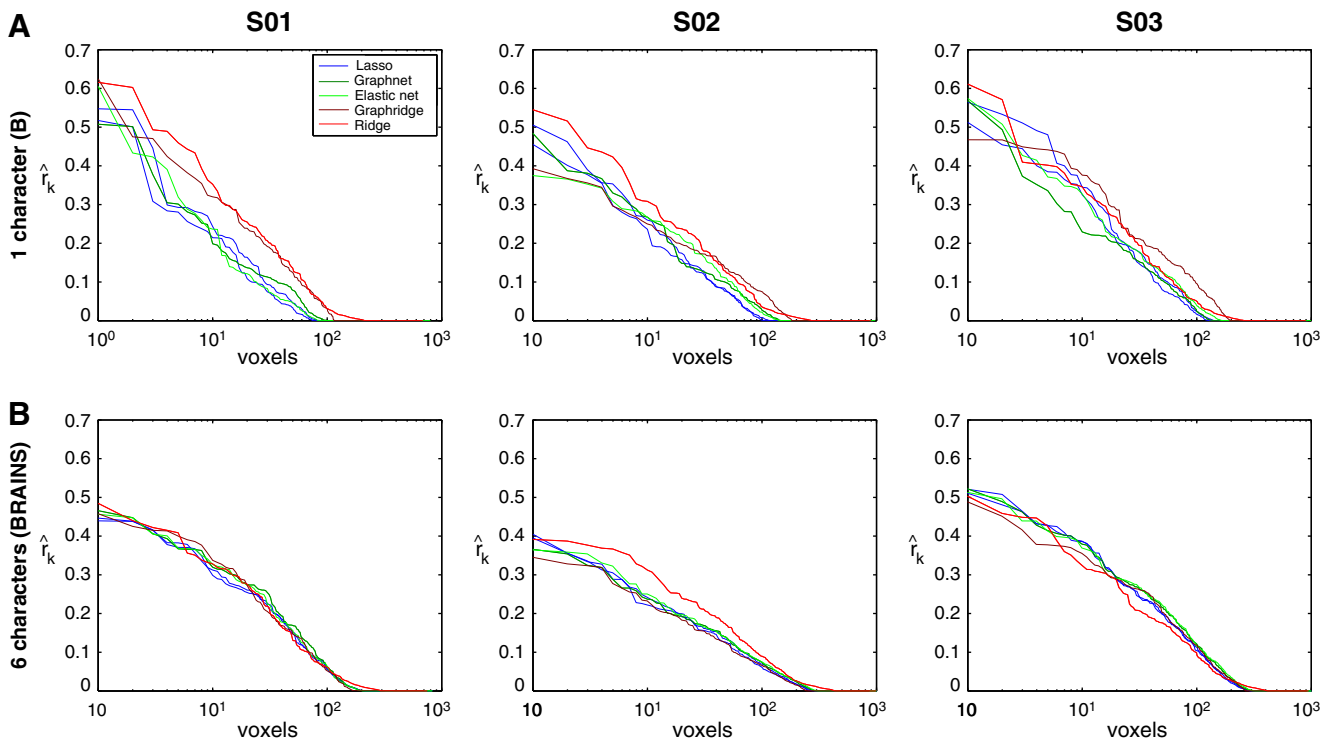 A
S01
S02
S03
1 character (B)
r̂k
0.7
0.6
0.5
0.4
0.3
0.2
0.1
0
Lasso
Graphnet
Elastic net
Graphridge
Ridge
10⁰ 10¹ 10² 10³
voxels
r̂k
0.7
0.6
0.5
0.4
0.3
0.2
0.1
0
10 10¹ 10² 10³
voxels
r̂k
0.7
0.6
0.5
0.4
0.3
0.2
0.1
0
10 10¹ 10² 10³
voxels
B
6 characters (BRAINS)
r̂k
0.7
0.6
0.5
0.4
0.3
0.2
0.1
0
10 10¹ 10² 10³
voxels
r̂k
0.7
0.6
0.5
0.4
0.3
0.2
0.1
0
10 10¹ 10² 10³
voxels
r̂k
0.7
0.6
0.5
0.4
0.3
0.2
0.1
0
10 10¹ 10² 10³
voxels